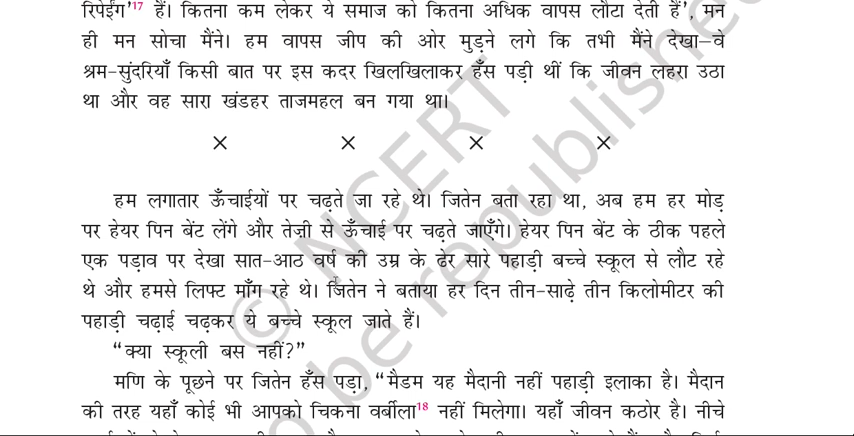 रिपेईंग’17 हैं। कितना कम लेकर ये समाज को कितना अधिक वापस लौटा देती हैं’, मन
ही मन सोचा मैंने। हम वापस जीप की ओर मुड़ने लगे कि तभी मैंने देखा—वे
श्रम-सुंदरियाँ किसी बात पर इस कदर खिलखिलाकर हँस पड़ी थीं कि जीवन लहरा उठा
था और वह सारा खंडहर ताजमहल बन गया था।
× × × ×
हम लगातार ऊँचाईयों पर चढ़ते जा रहे थे। जितेन बता रहा था, अब हम हर मोड़
पर हेयर पिन बेंट लेंगे और तेज़ी से ऊँचाई पर चढ़ते जाएँगे। हेयर पिन बेंट के ठीक पहले
एक पड़ाव पर देखा सात-आठ वर्ष की उम्र के ढेर सारे पहाड़ी बच्चे स्कूल से लौट रहे
थे और हमसे लिफ्ट माँग रहे थे। जितेन ने बताया हर दिन तीन-साढ़े तीन किलोमीटर की
पहाड़ी चढ़ाई चढ़कर ये बच्चे स्कूल जाते हैं।
“क्या स्कूली बस नहीं?”
मणि के पूछने पर जितेन हँस पड़ा, “मैडम यह मैदानी नहीं पहाड़ी इलाका है। मैदान
की तरह यहाँ कोई भी आपको चिकना वर्बीला18 नहीं मिलेगा। यहाँ जीवन कठोर है। नीचे
© NCERT
be republished